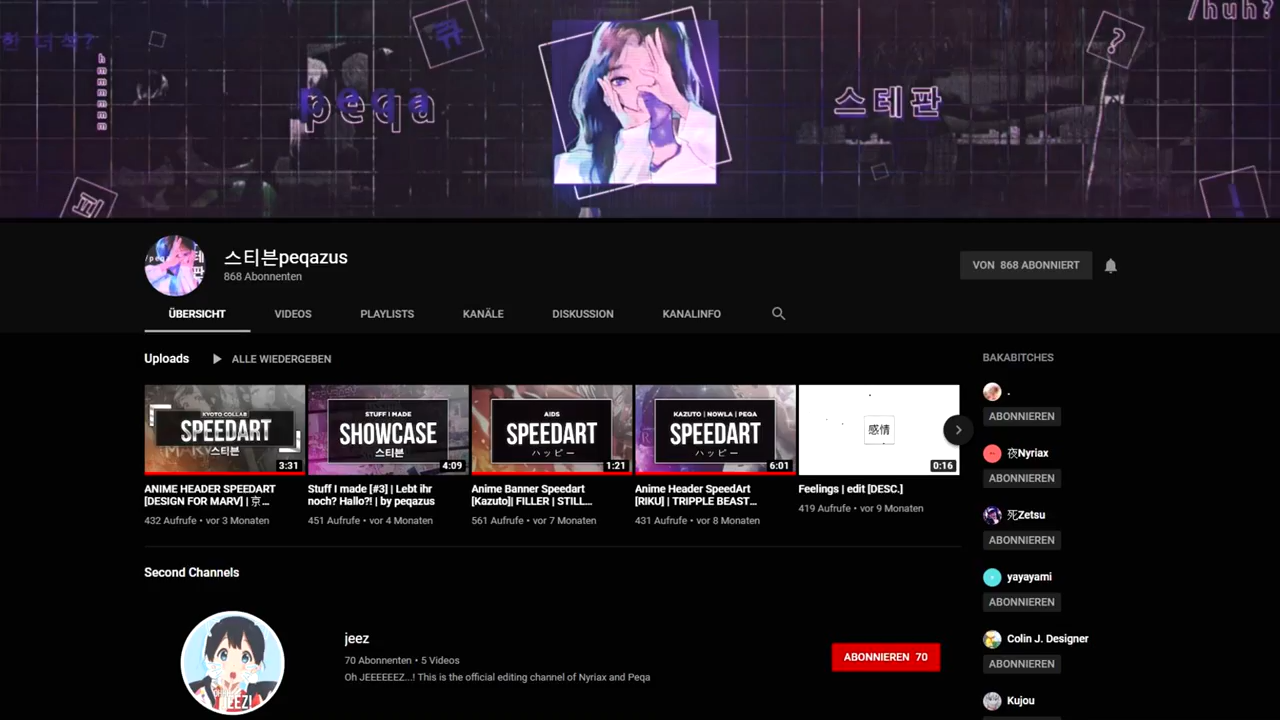 /huh?
한 더 석?
큐
?
hmmmmmm
peqa
스테판
피
스티븐peqazus
868 Abonnenten
VON 868 ABONNIERT
ÜBERSICHT
VIDEOS
PLAYLISTS
KANÄLE
DISKUSSION
KANALINFO
Uploads
ALLE WIEDERGEBEN
KYOTO COLLAB
SPEEDART
스티븐
3:31
STUFF I MADE
SHOWCASE
스티븐
4:09
AIDS
SPEEDART
ハッピー
1:21
KAZUTO | NOWLA | PEQA
SPEEDART
ハッピー
6:01
感情
0:16
ANIME HEADER SPEEDART
[DESIGN FOR MARV] | 京...
432 Aufrufe • vor 3 Monaten
Stuff I made [#3] | Lebt ihr
noch? Hallo?! | by peqazus
451 Aufrufe • vor 4 Monaten
Anime Banner Speedart
[Kazuto]| FILLER | STILL...
561 Aufrufe • vor 7 Monaten
Anime Header SpeedArt
[RIKU] | TRIPPLE BEAST...
431 Aufrufe • vor 8 Monaten
Feelings | edit [DESC.]
419 Aufrufe • vor 9 Monaten
Second Channels
jeez
70 Abonnenten • 5 Videos
Oh JEEEEEEZ...! This is the official editing channel of Nyriax and Peqa
ABONNIEREN 70
BAKABITCHES
.
ABONNIEREN
夜Nyriax
ABONNIEREN
死Zetsu
ABONNIEREN
yayayami
ABONNIEREN
Colin J. Designer
ABONNIEREN
Kujou